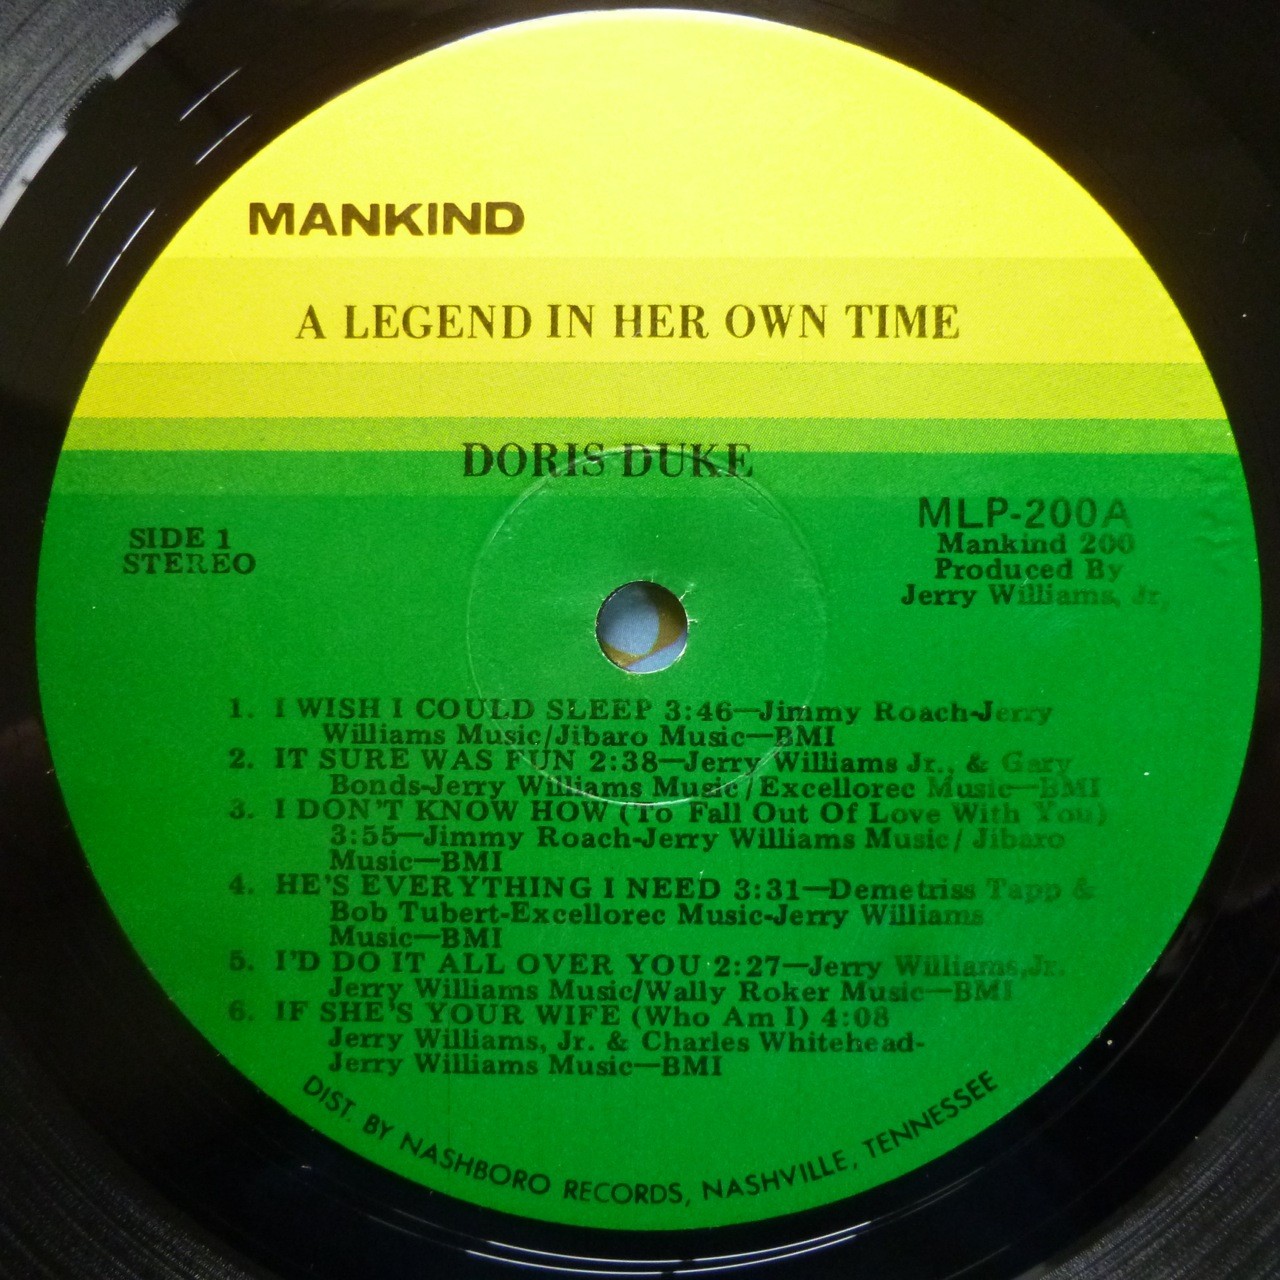 MANKIND
A LEGEND IN HER OWN TIME
DORIS DUKE
SIDE 1
STEREO
MLP-200A
Mankind 200
Produced By
Jerry Williams, Jr,
1. I WISH I COULD SLEEP 3:46—Jimmy Roach-Jerry
Williams Music/Jibaro Music—BMI
2. IT SURE WAS FUN 2:38—Jerry Williams Jr., & Gary
Bonds-Jerry Williams Music/Excellorec Music—BMI
3. I DON'T KNOW HOW (To Fall Out Of Love With You)
3:55—Jimmy Roach-Jerry Williams Music/ Jibaro
Music—BMI
4. HE'S EVERYTHING I NEED 3:31—Demetriss Tapp &
Bob Tubert-Excellorec Music-Jerry Williams
Music—BMI
5. I'D DO IT ALL OVER YOU 2:27—Jerry Williams,Jr.
Jerry Williams Music/Wally Roker Music—BMI
6. IF SHE'S YOUR WIFE (Who Am I) 4:08
Jerry Williams, Jr. & Charles Whitehead-
Jerry Williams Music—BMI
DIST. BY NASHBORO RECORDS, NASHVILLE, TENNESSEE